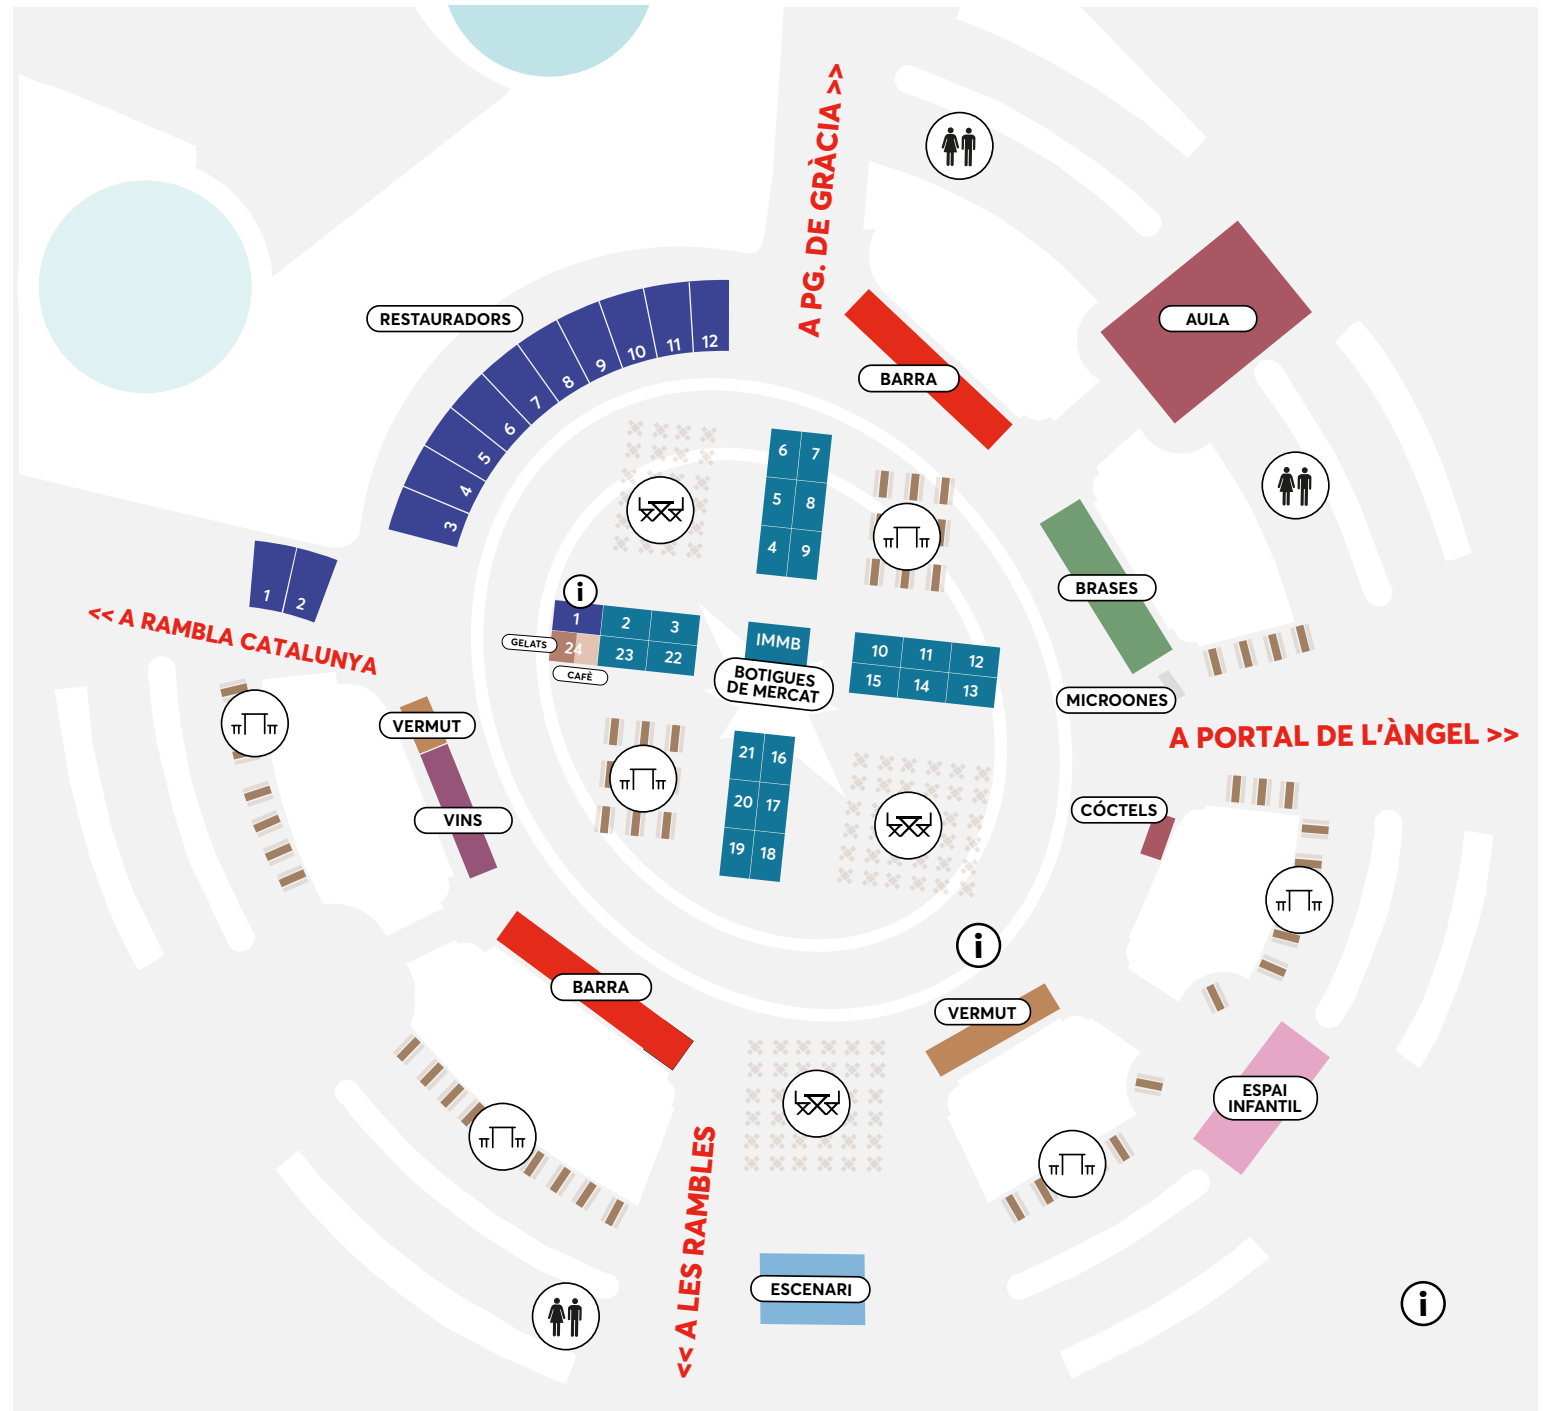 A PG. DE GRÀCIA >>
RESTAURADORS
1
2
3
4
5
6
7
8
9
10
11
12
AULA
BARRA
6
7
5
8
4
9
BRASES
i
1
2
3
GELATS
24
23
22
CAFÈ
IMMB
BOTIGUES
DE MERCAT
10
11
12
15
14
13
<< A RAMBLA CATALUNYA
MICROONES
A PORTAL DE L'ÀNGEL >>
VERMUT
VINS
21
16
20
17
19
18
CÓCTELS
BARRA
i
VERMUT
ESPAI
INFANTIL
<< A LES RAMBLES
ESCENARI
i